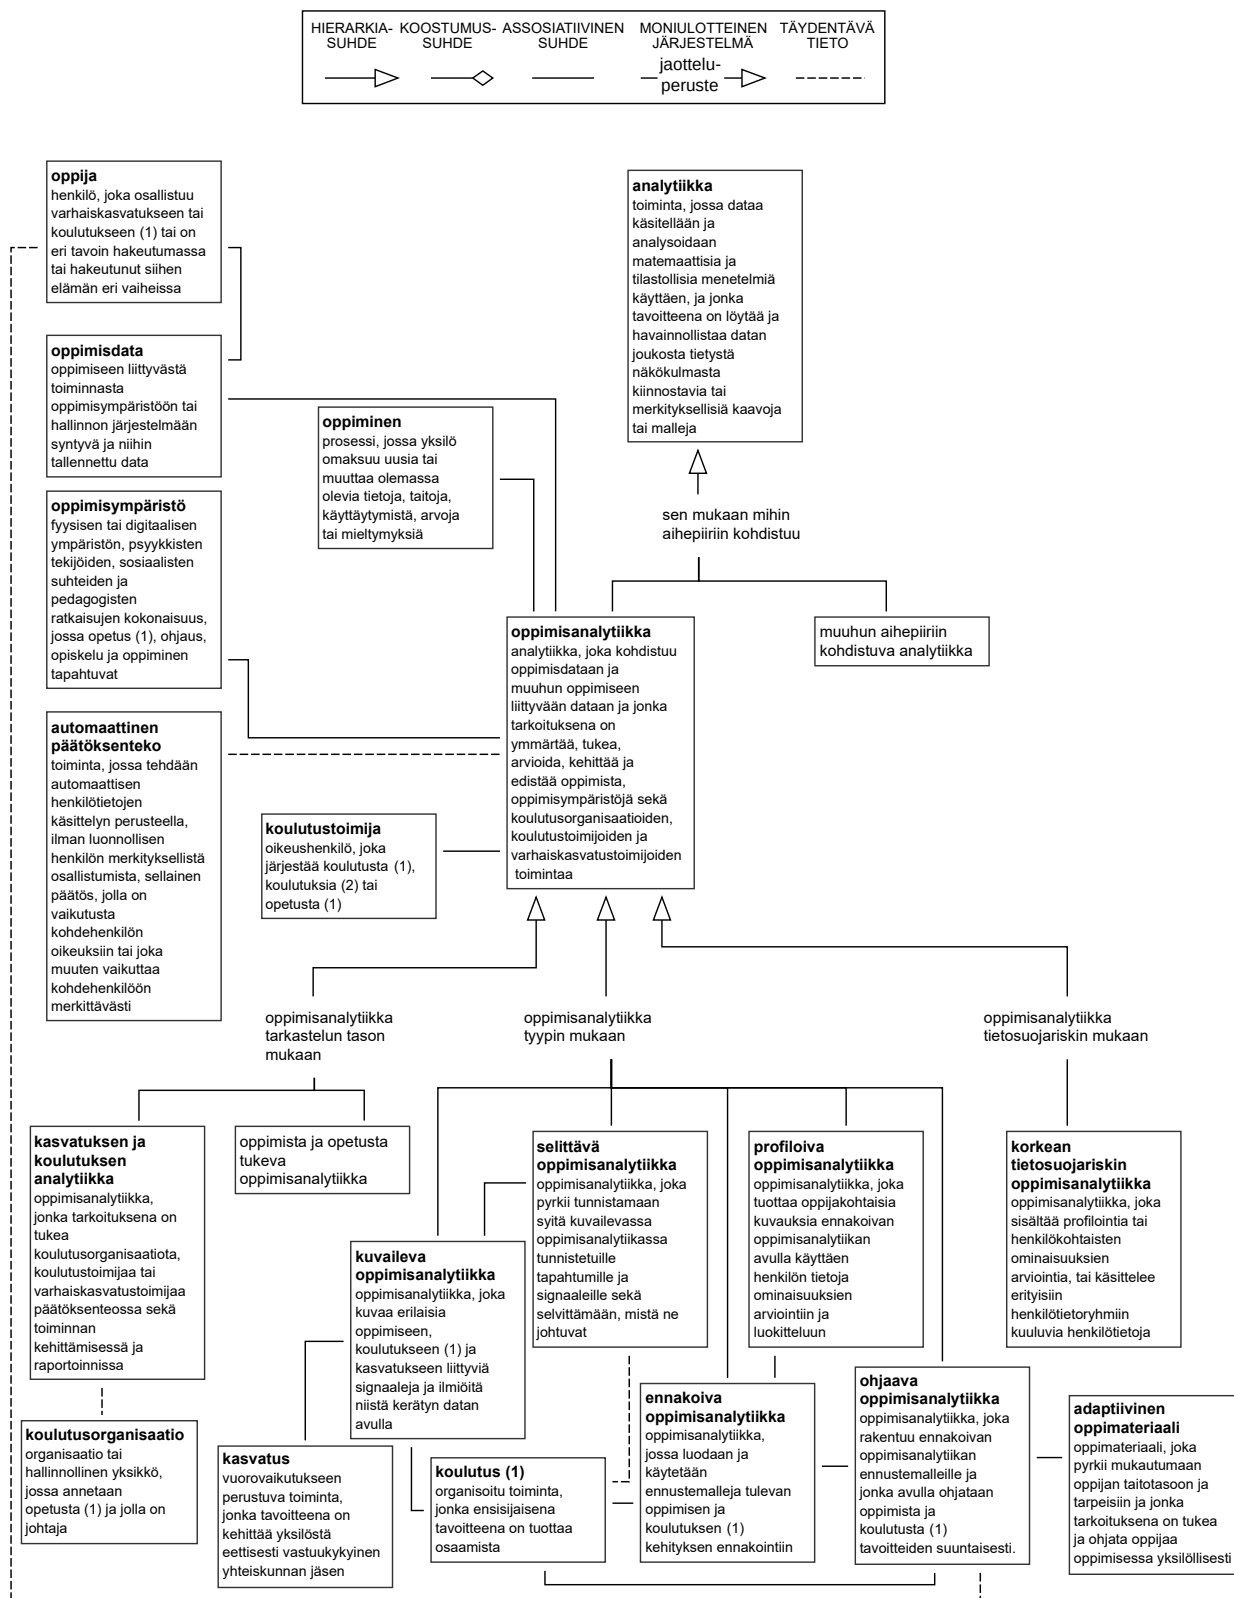 HIERARKIA-
SUHDE
KOOSTUMUS-
SUHDE
ASSOSIATIIVINEN
SUHDE
MONIULOTTEINEN
JÄRJESTELMÄ
TÄYDENTÄVÄ
TIETO
jaottelu-
peruste
oppija
henkilö, joka osallistuu
varhaiskasvatukseen tai
koulutukseen (1) tai on
eri tavoin hakeutumassa
tai hakeutunut siihen
elämän eri vaiheissa
analytiikka
toiminta, jossa dataa
käsitellään ja
analysoidaan
matemaattisia ja
tilastollisia menetelmiä
käyttäen, ja jonka
tavoitteena on löytää ja
havainnollistaa datan
joukosta tietystä
näkökulmasta
kiinnostavia tai
merkityksellisiä kaavoja
tai malleja
oppimisdata
oppimiseen liittyvästä
toiminnasta
oppimisympäristöön tai
hallinnon järjestelmään
syntyvä ja niihin
tallennettu data
oppiminen
prosessi, jossa yksilö
omaksuu uusia tai
muuttaa olemassa
olevia tietoja, taitoja,
käyttäytymistä, arvoja
tai mieltymyksiä
oppimisympäristö
fyysisen tai digitaalisen
ympäristön, psyykkisten
tekijöiden, sosiaalisten
suhteiden ja
pedagogisten
ratkaisujen kokonaisuus,
jossa opetus (1), ohjaus,
opiskelu ja oppiminen
tapahtuvat
sen mukaan mihin
aihepiiriin kohdistuu
oppimisanalytiikka
analytiikka, joka kohdistuu
oppimisdataan ja
muuhun oppimiseen
liittyvään dataan ja jonka
tarkoituksena on
ymmärtää, tukea,
arvioida, kehittää ja
edistää oppimista,
oppimisympäristöjä sekä
koulutusorganisaatioiden,
koulutustoimijoiden ja
varhaiskasvatustoimijoiden
toimintaa
muuhun aihepiiriin
kohdistuva analytiikka
automaattinen
päätöksenteko
toiminta, jossa tehdään
automaattisen
henkilötietojen
käsittelyn perusteella,
ilman luonnollisen
henkilön merkityksellistä
osallistumista, sellainen
päätös, jolla on
vaikutusta
kohdehenkilön
oikeuksiin tai joka
muuten vaikuttaa
kohdehenkilöön
merkittävästi
koulutustoimija
oikeushenkilö, joka
järjestää koulutusta (1),
koulutuksia (2) tai
opetusta (1)
oppimisanalytiikka
tarkastelun tason
mukaan
oppimisanalytiikka
tyypin mukaan
oppimisanalytiikka
tietosuojariskin mukaan
kasvatuksen ja
koulutuksen
analytiikka
oppimisanalytiikka,
jonka tarkoituksena on
tukea
koulutusorganisaatiota,
koulutustoimijaa tai
varhaiskasvatustoimijaa
päätöksenteossa sekä
toiminnan
kehittämisessä ja
raportoinnissa
oppimista ja opetusta
tukeva
oppimisanalytiikka
selittävä
oppimisanalytiikka
oppimisanalytiikka, joka
pyrkii tunnistamaan
syitä kuvailevassa
oppimisanalytiikassa
tunnistetuille
tapahtumille ja
signaaleille sekä
selvittämään, mistä ne
johtuvat
profiloiva
oppimisanalytiikka
oppimisanalytiikka, joka
tuottaa oppijakohtaisia
kuvauksia ennakoivan
oppimisanalytiikan
avulla käyttäen
henkilön tietoja
ominaisuuksien
arviointiin ja
luokitteluun
korkean
tietosuojariskin
oppimisanalytiikka
oppimisanalytiikka, joka
sisältää profilointia tai
henkilökohtaisten
ominaisuuksien
arviointia, tai käsittelee
erityisiin
henkilötietoryhmiin
kuuluvia henkilötietoja
kuvaileva
oppimisanalytiikka
oppimisanalytiikka, joka
kuvaa erilaisia
oppimiseen,
koulutukseen (1) ja
kasvatukseen liittyviä
signaaleja ja ilmiöitä
niistä kerätyn datan
avulla
koulutusorganisaatio
organisaatio tai
hallinnollinen yksikkö,
jossa annetaan
opetusta (1) ja jolla on
johtaja
kasvatus
vuorovaikutukseen
perustuva toiminta,
jonka tavoitteena on
kehittää yksilöstä
eettisesti vastuukykyinen
yhteiskunnan jäsen
koulutus (1)
organisoitu toiminta,
jonka ensisijaisena
tavoitteena on tuottaa
osaamista
ennakoiva
oppimisanalytiikka
oppimisanalytiikka,
jossa luodaan ja
käytetään
ennustemalleja tulevan
oppimisen ja
koulutuksen (1)
kehityksen ennakointiin
ohjaava
oppimisanalytiikka
oppimisanalytiikka, joka
rakentuu ennakoivan
oppimisanalytiikan
ennustemalleille ja
jonka avulla ohjataan
oppimista ja
koulutusta (1)
tavoitteiden suuntaisesti.
adaptiivinen
oppimateriaali
oppimateriaali, joka
pyrkii mukautumaan
oppijan taitotasoon ja
tarpeisiin ja jonka
tarkoituksena on tukea
ja ohjata oppijaa
oppimisessa yksilöllisesti